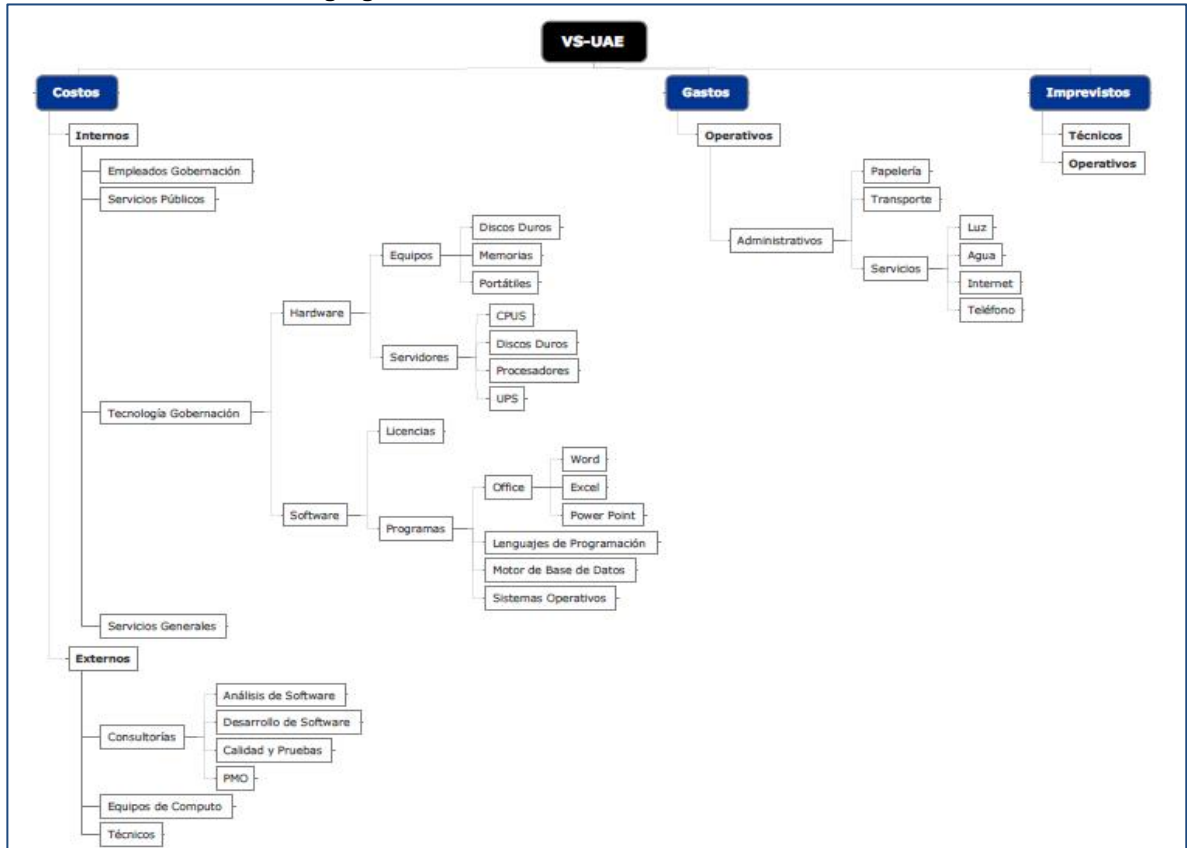 VS-UAE
Costos
Internos
Empleados Gobernación
Servicios Públicos
Tecnología Gobernación
Hardware
Equipos
Discos Duros
Memorias
Portátiles
Servidores
CPUS
Discos Duros
Procesadores
UPS
Software
Licencias
Programas
Office
Word
Excel
Power Point
Lenguajes de Programación
Motor de Base de Datos
Sistemas Operativos
Servicios Generales
Externos
Consultorías
Análisis de Software
Desarrollo de Software
Calidad y Pruebas
PMO
Equipos de Computo
Técnicos
Gastos
Operativos
Administrativos
Papelería
Transporte
Servicios
Luz
Agua
Internet
Teléfono
Imprevistos
Técnicos
Operativos